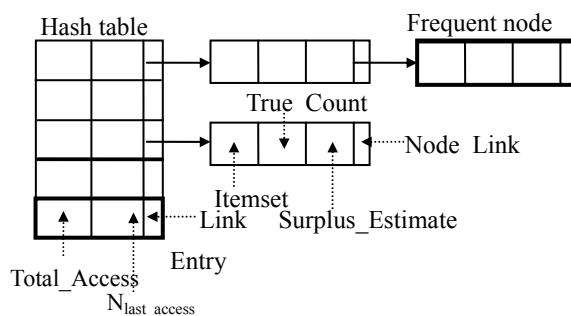 Hash table
Frequent node
True Count
Node Link
Itemset
Link
Surplus_Estimate
Total_Access
Entry
Nlast access